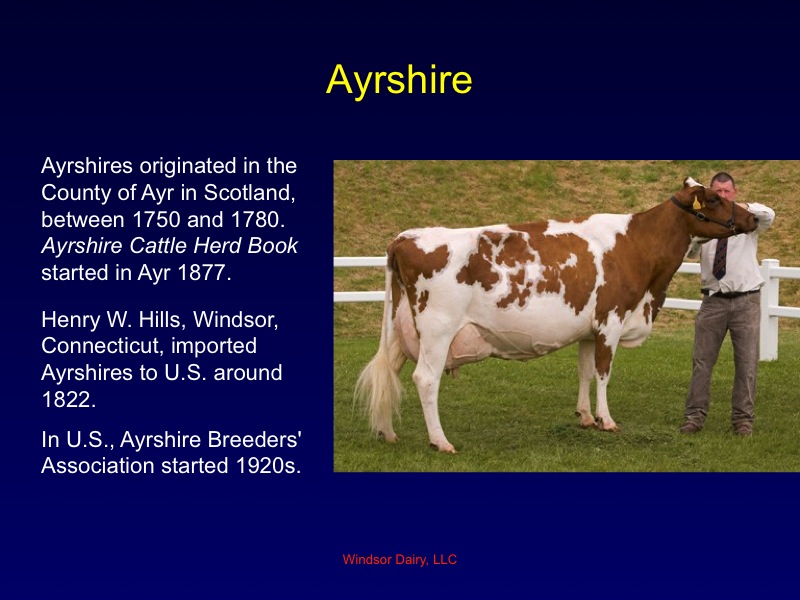 Ayrshire
Ayrshires originated in the
County of Ayr in Scotland,
between 1750 and 1780.
Ayrshire Cattle Herd Book
started in Ayr 1877.
Henry W. Hills, Windsor,
Connecticut, imported
Ayrshires to U.S. around
1822.
In U.S., Ayrshire Breeders'
Association started 1920s.
Windsor Dairy, LLC